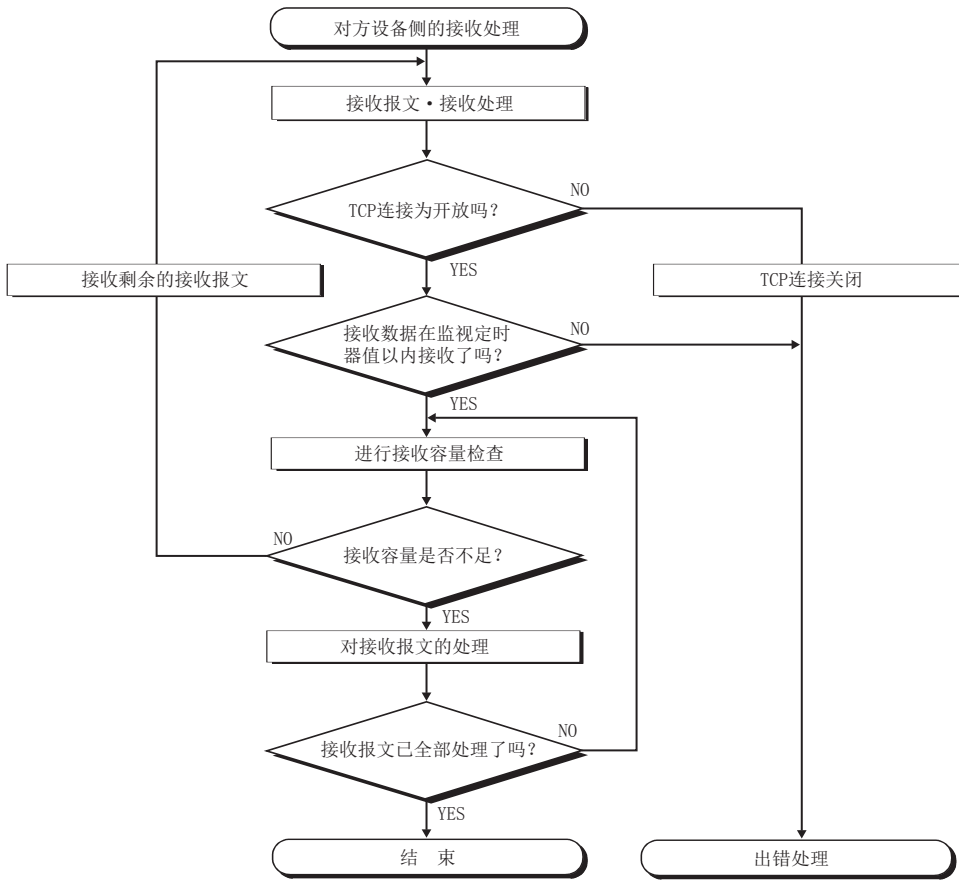 对方设备侧的接收处理
接收报文·接收处理
NO
TCP连接为开放吗？
YES
接收剩余的接收报文
TCP连接关闭
接收数据在监视定时
器值以内接收了吗？
NO
YES
进行接收容量检查
NO
接收容量是否不足？
YES
对接收报文的处理
NO
接收报文已全部处理了吗？
YES
结 束
出错处理